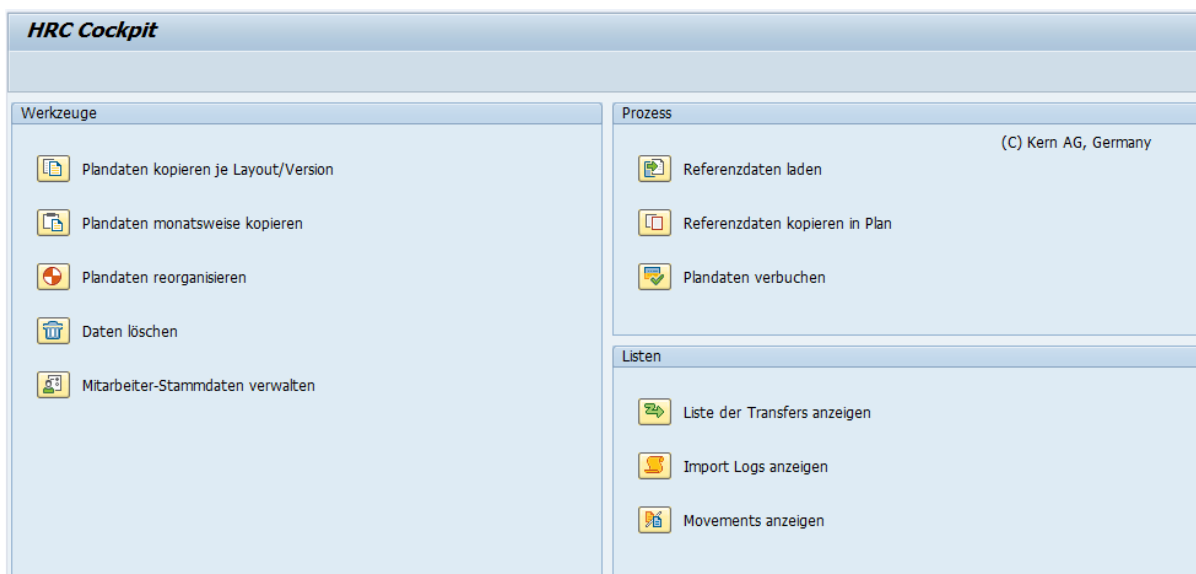 HRC Cockpit
Werkzeuge
Plandaten kopieren je Layout/Version
Plandaten monatsweise kopieren
Plandaten reorganisieren
Daten löschen
Mitarbeiter-Stammdaten verwalten
Prozess
(C) Kern AG, Germany
Referenzdaten laden
Referenzdaten kopieren in Plan
Plandaten verbuchen
Listen
Liste der Transfers anzeigen
Import Logs anzeigen
Movements anzeigen